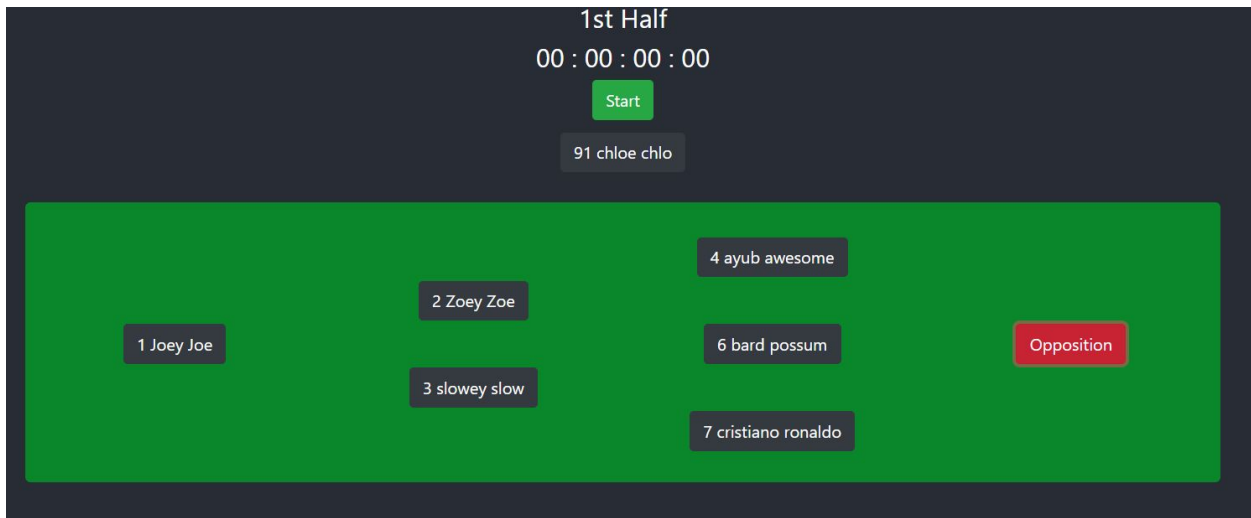 1st Half
00 : 00 : 00 : 00
Start
91 chloe chlo
4 ayub awesome
2 Zoey Zoe
1 Joey Joe
6 bard possum
Opposition
3 slowey slow
7 cristiano ronaldo